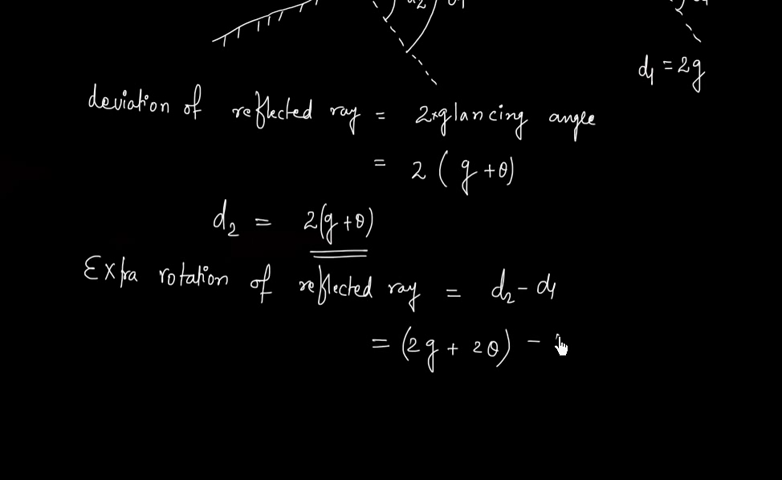 d₁ = 2g
deviation of reflected ray = 2×glancing angle
= 2 ( g + θ)
d₂ = 2(g+θ)
Extra rotation of reflected ray = d₂ - d₁
= (2g + 2θ) -